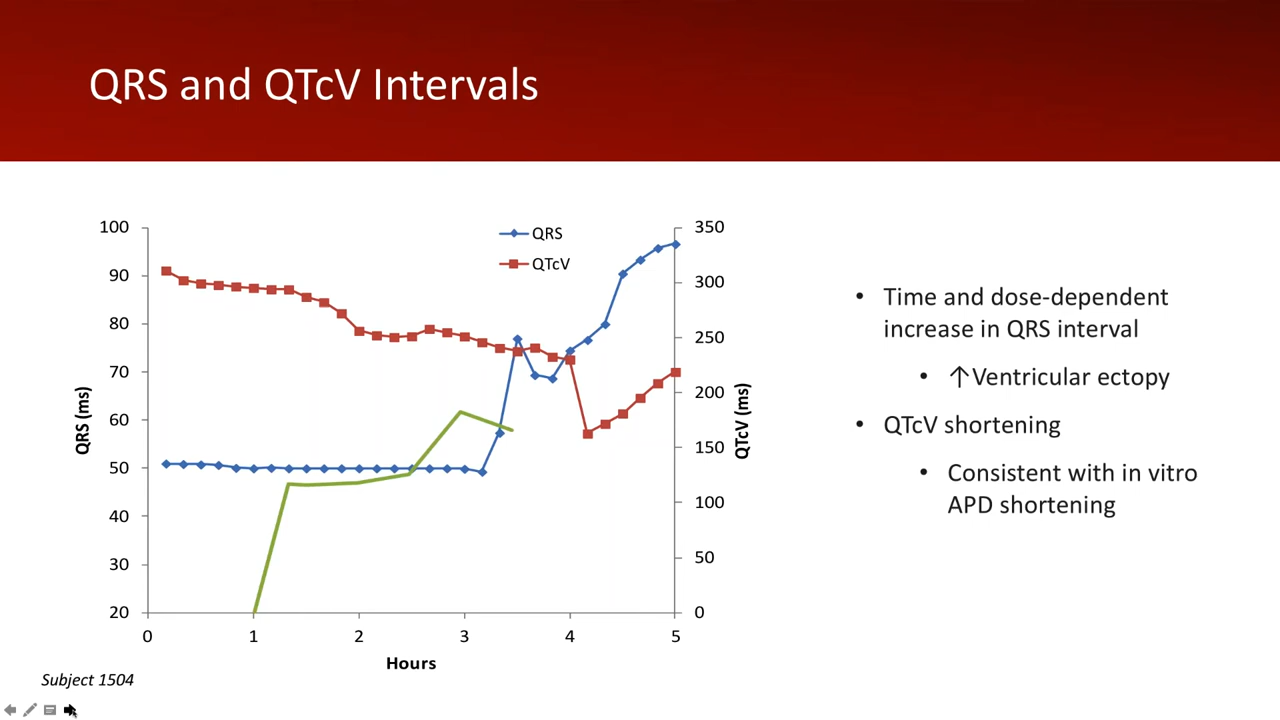 QRS and QTcV Intervals
QRS
QTcV
100
90
80
70
60
50
40
30
20
QRS (ms)
350
300
250
200
150
100
50
0
QTcV (ms)
0 1 2 3 4 5
Hours
• Time and dose-dependent
increase in QRS interval
• ↑Ventricular ectopy
• QTcV shortening
• Consistent with in vitro
APD shortening
Subject 1504